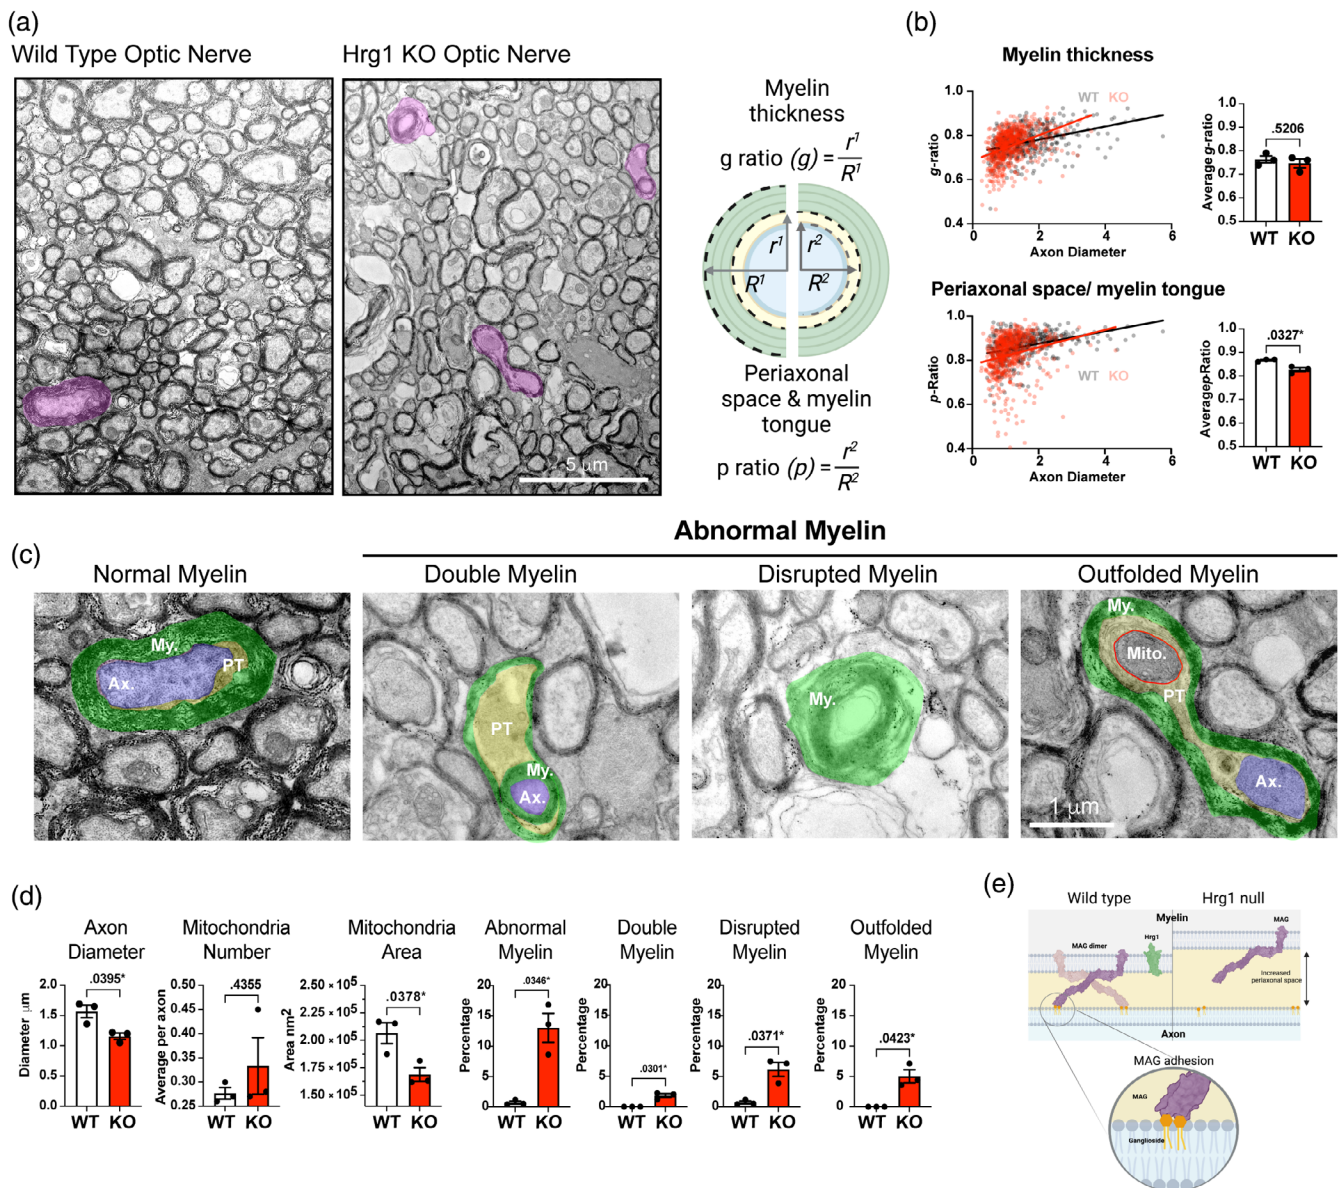 (a)
Wild Type Optic Nerve
Hrg1 KO Optic Nerve
5 μm
Myelin
thickness
g ratio (g) = r¹
R¹
r¹
r²
R¹
R²
Periaxonal
space & myelin
tongue
p ratio (p) = r²
R²
(b)
Myelin thickness
WT KO
1.0
0.8
0.6
0.4
g-ratio
0
2
4
6
Axon Diameter
.5206
1.0
0.9
0.8
0.7
0.6
0.5
Average g-ratio
WT KO
Periaxonal space/ myelin tongue
1.0
0.8
0.6
0.4
p-Ratio
WT KO
0
2
4
6
Axon Diameter
.0327*
1.0
0.9
0.8
0.7
0.6
0.5
Averagep-Ratio
WT KO
(c)
Abnormal Myelin
Normal Myelin
Double Myelin
Disrupted Myelin
Outfolded Myelin
My.
PT
Ax.
PT
My.
Ax.
My.
My.
Mito.
PT
Ax.
1 μm
(d)
Axon
Diameter
.0395*
2.0
1.5
1.0
0.5
0.0
Diameter μm
WT KO
Mitochondria
Number
.4355
0.50
0.45
0.40
0.35
0.30
0.25
Average per axon
WT KO
Mitochondria
Area
.0378*
2.50 × 10⁵
2.25 × 10⁵
2.00 × 10⁵
1.75 × 10⁵
1.50 × 10⁵
Area nm²
WT KO
Abnormal
Myelin
.0346*
20
15
10
5
0
Percentage
WT KO
Double
Myelin
.0301*
20
15
10
5
0
Percentage
WT KO
Disrupted
Myelin
.0371*
20
15
10
5
0
Percentage
WT KO
Outfolded
Myelin
.0423*
20
15
10
5
0
Percentage
WT KO
(e)
Wild type
Hrg1 null
Myelin
MAG
MAG dimer
Hrg1
Increased
periaxonal space
Axon
MAG adhesion
MAG
Ganglioside